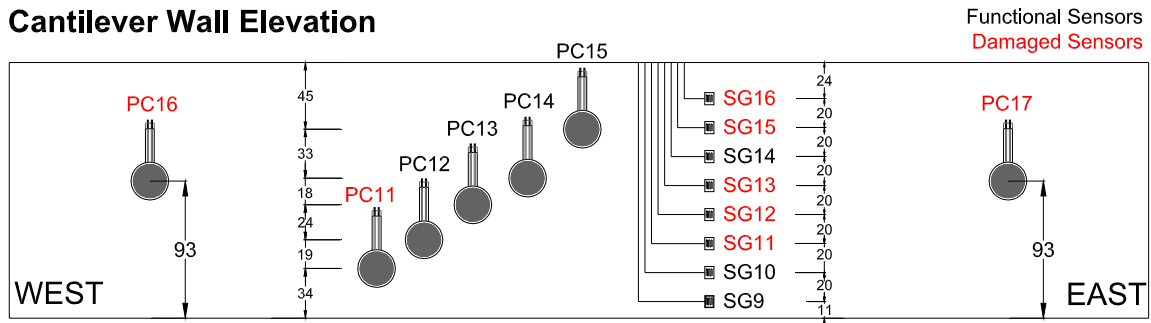 Cantilever Wall Elevation
Functional Sensors
Damaged Sensors
PC15
PC16
PC14
PC17
PC13
PC12
PC11
45
33
18
24
19
34
93
WEST
SG16
SG15
SG14
SG13
SG12
SG11
SG10
SG9
24
20
20
20
20
20
20
20
11
93
EAST